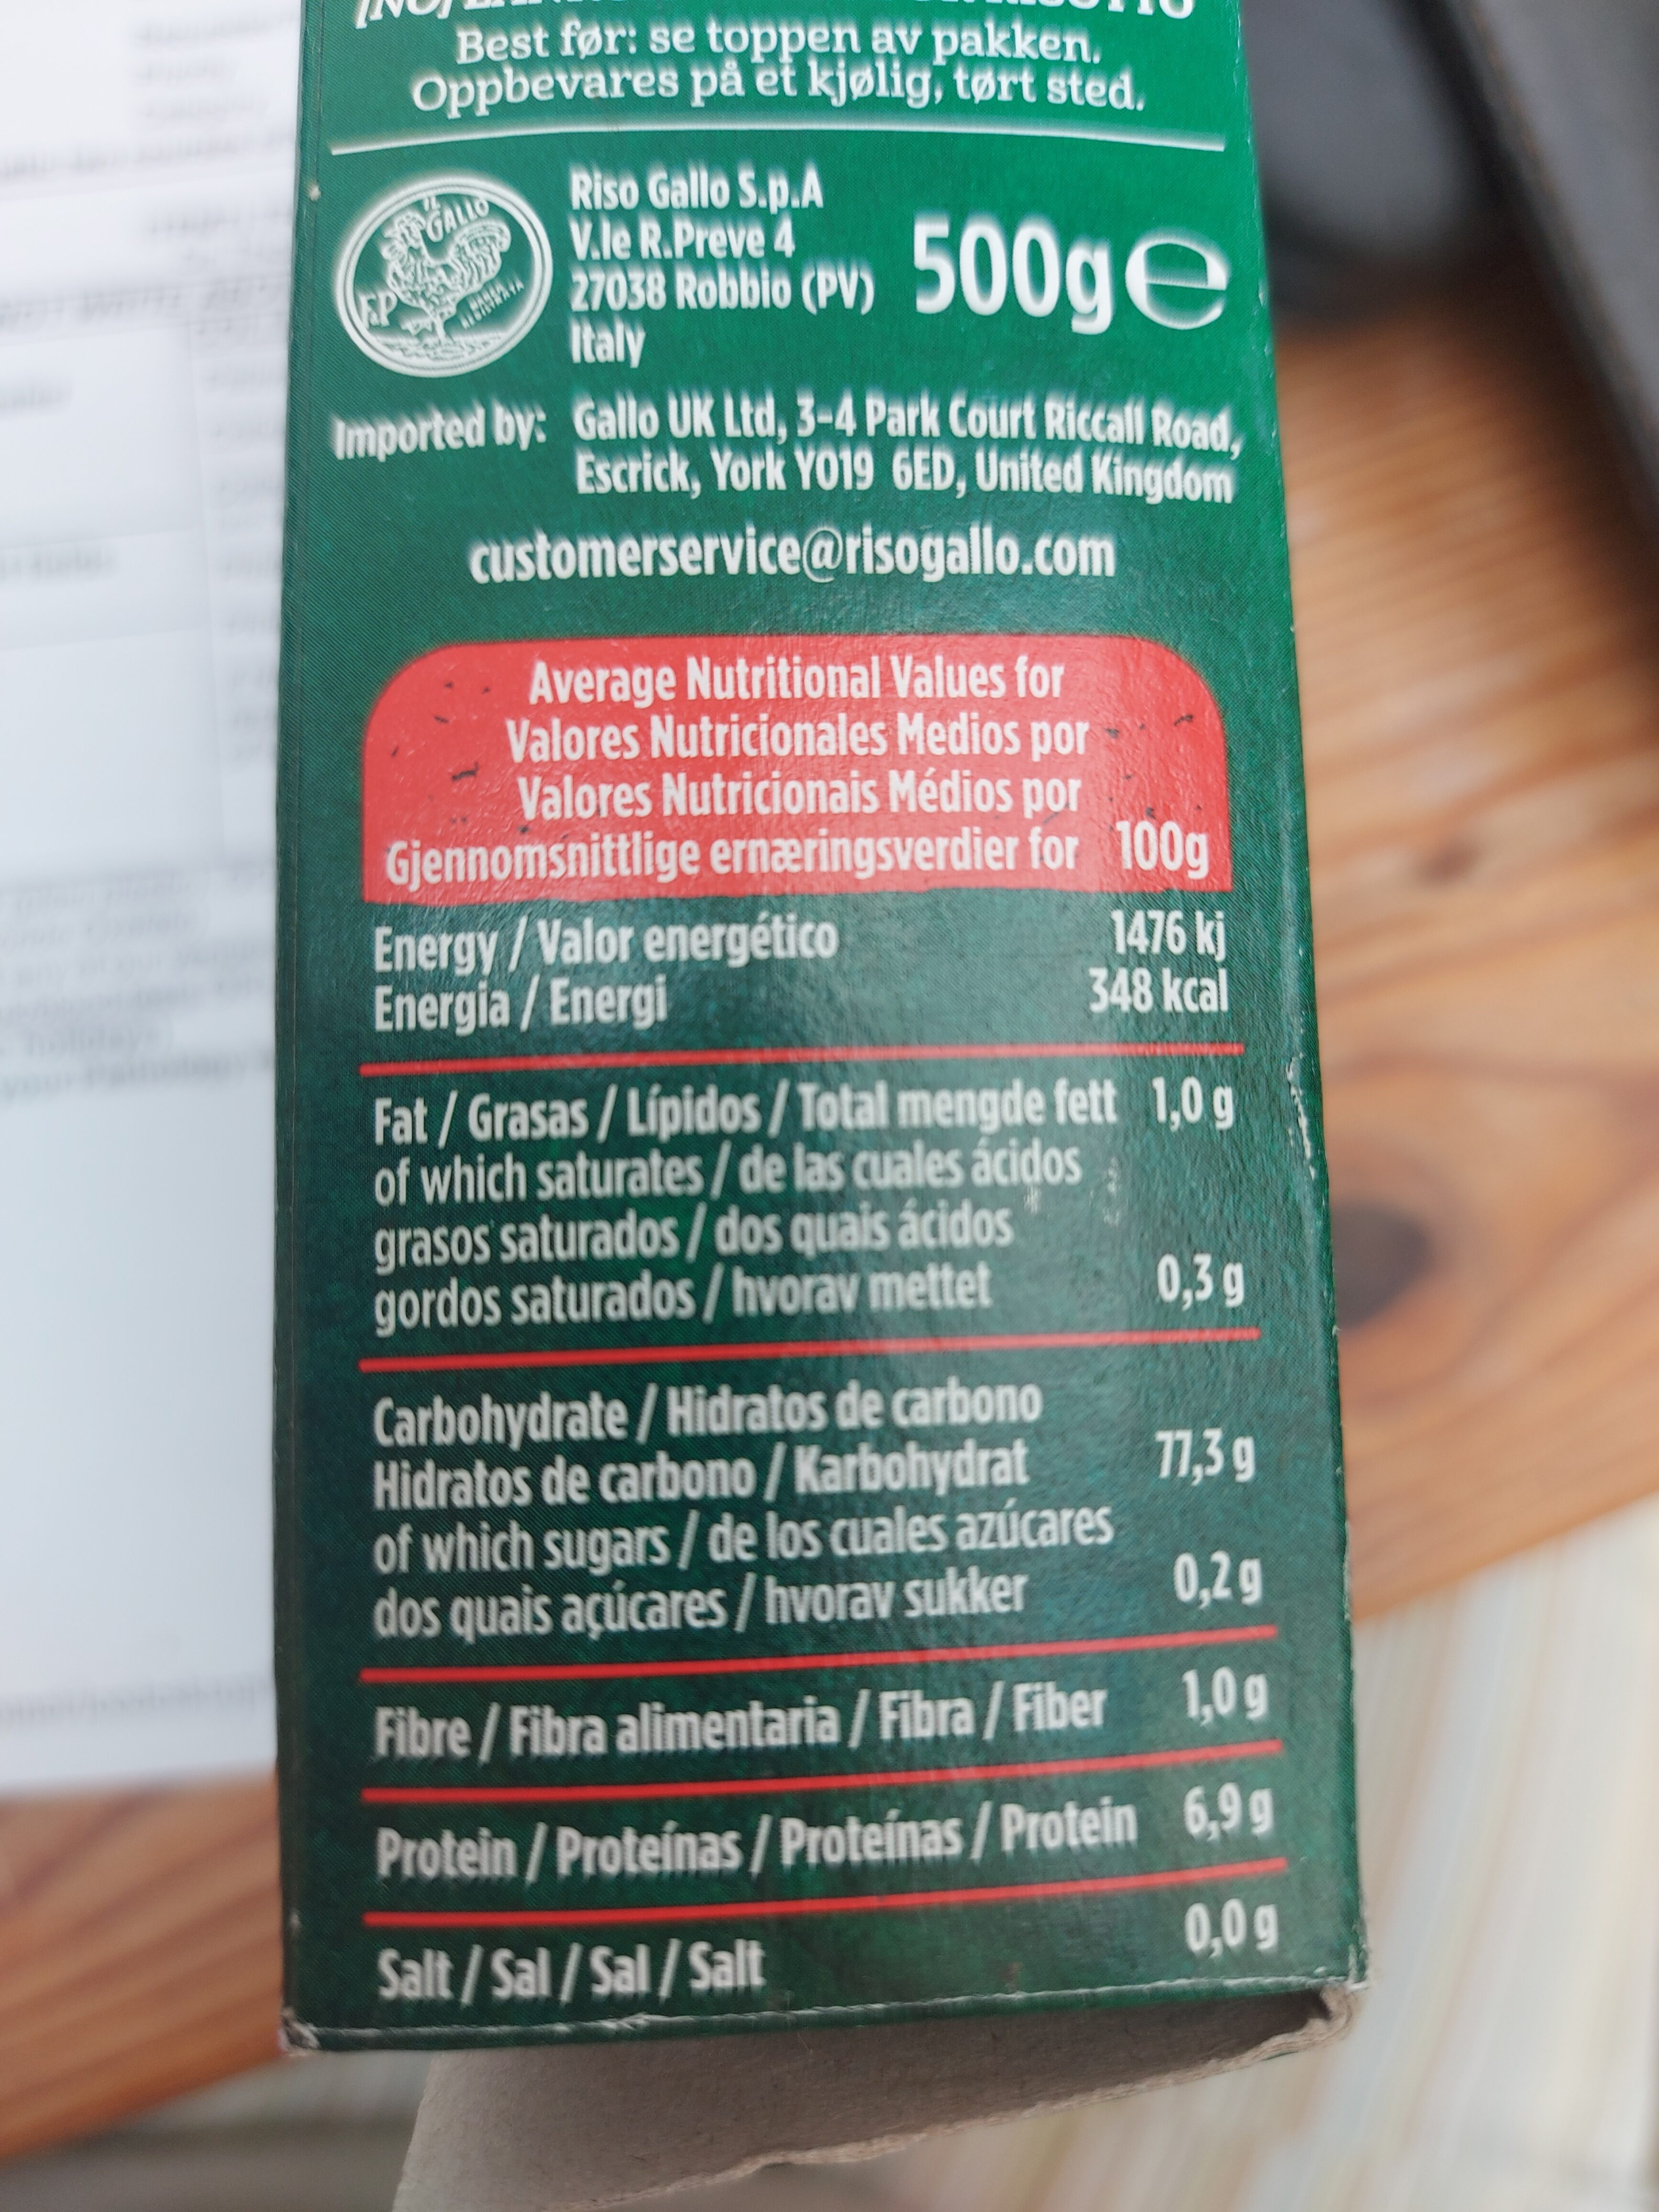 Best før: se toppen av pakken.
Oppbevares på et kjølig, tørt sted.
IL GALLO
F.P
Riso Gallo S.p.A
V.le R.Preve 4
27038 Robbio (PV)
Italy
500g e
Imported by: Gallo UK Ltd, 3-4 Park Court Riccall Road,
Escrick, York YO19 6ED, United Kingdom
customerservice@risogallo.com
Average Nutritional Values for
Valores Nutricionales Medios por
Valores Nutricionais Médios por
Gjennomsnittlige ernæringsverdier for 100g
Energy / Valor energético 1476 kj
Energia / Energi 348 kcal
Fat / Grasas / Lípidos / Total mengde fett 1,0 g
of which saturates / de las cuales ácidos
grasos saturados / dos quais ácidos
gordos saturados / hvorav mettet 0,3 g
Carbohydrate / Hidratos de carbono
Hidratos de carbono / Karbohydrat 77,3 g
of which sugars / de los cuales azúcares
dos quais açúcares / hvorav sukker 0,2 g
Fibre / Fibra alimentaria / Fibra / Fiber 1,0 g
Protein / Proteínas / Proteínas / Protein 6,9 g
Salt / Sal / Sal / Salt 0,0 g